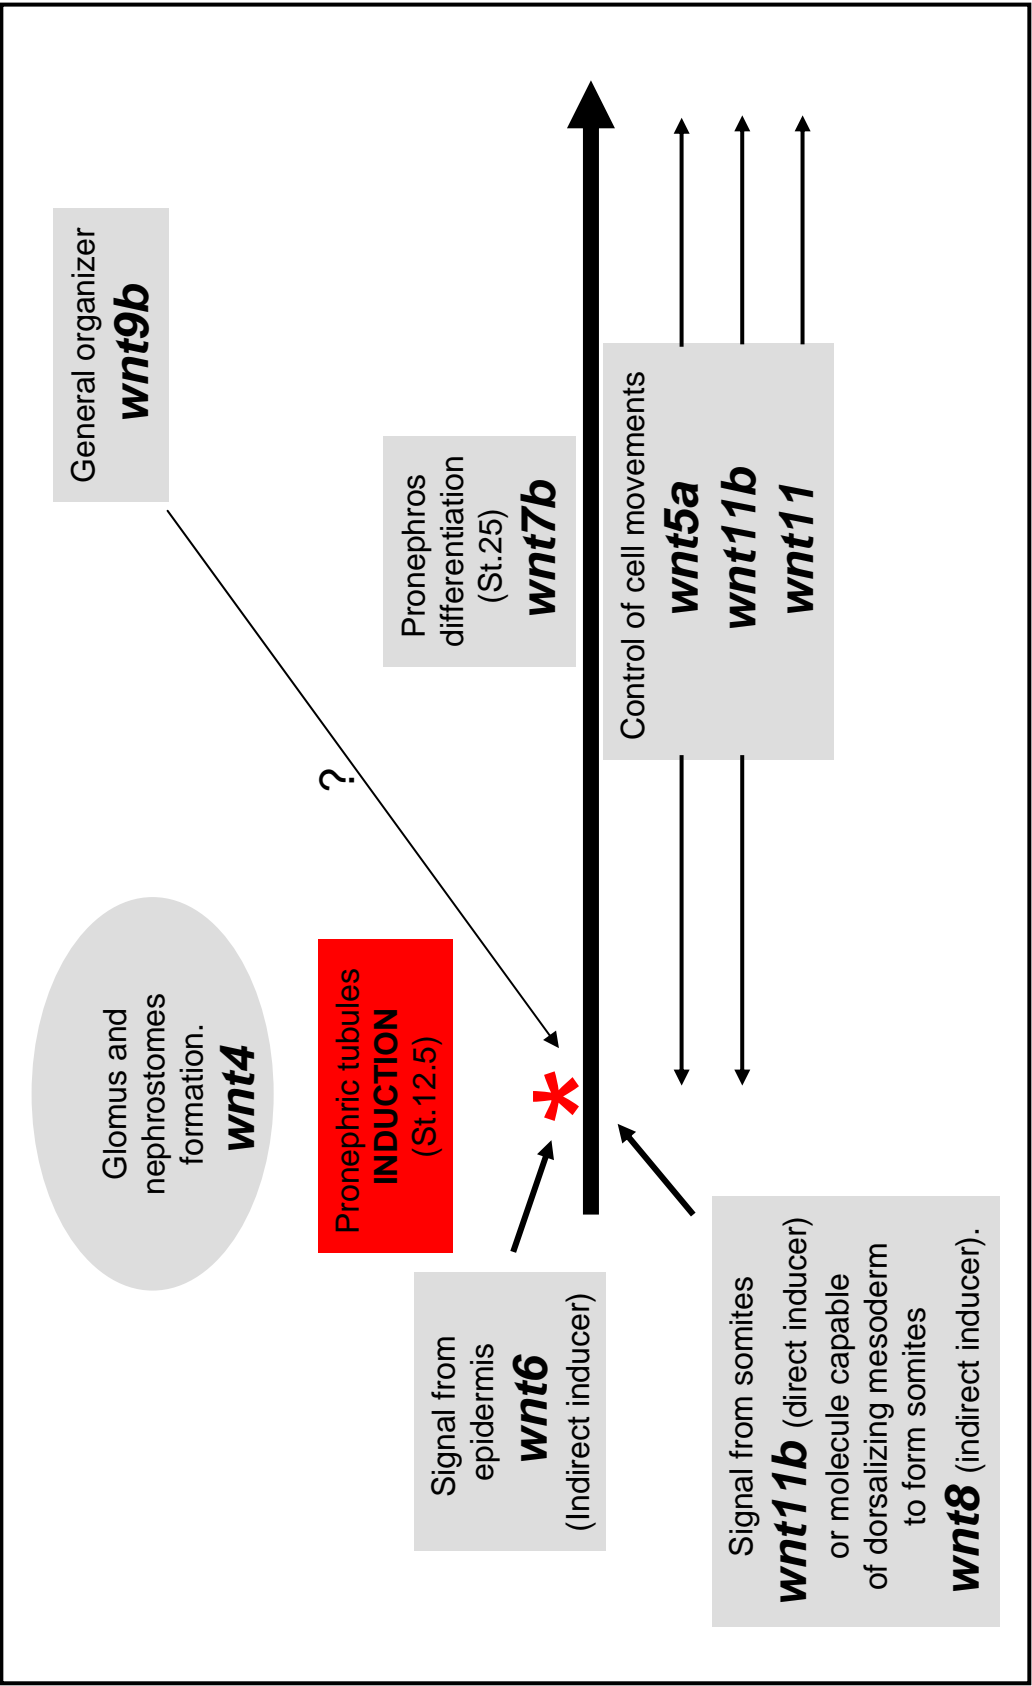 Glomus and
nephrostomes
formation.
wnt4
General organizer
wnt9b
?
Pronephric tubules
INDUCTION
(St.12.5)
*
Signal from
epidermis
wnt6
(Indirect inducer)
Pronephros
differentiation
(St.25)
wnt7b
Control of cell movements
wnt5a
wnt11b
wnt11
Signal from somites
wnt11b (direct inducer)
or molecule capable
of dorsalizing mesoderm
to form somites
wnt8 (indirect inducer).